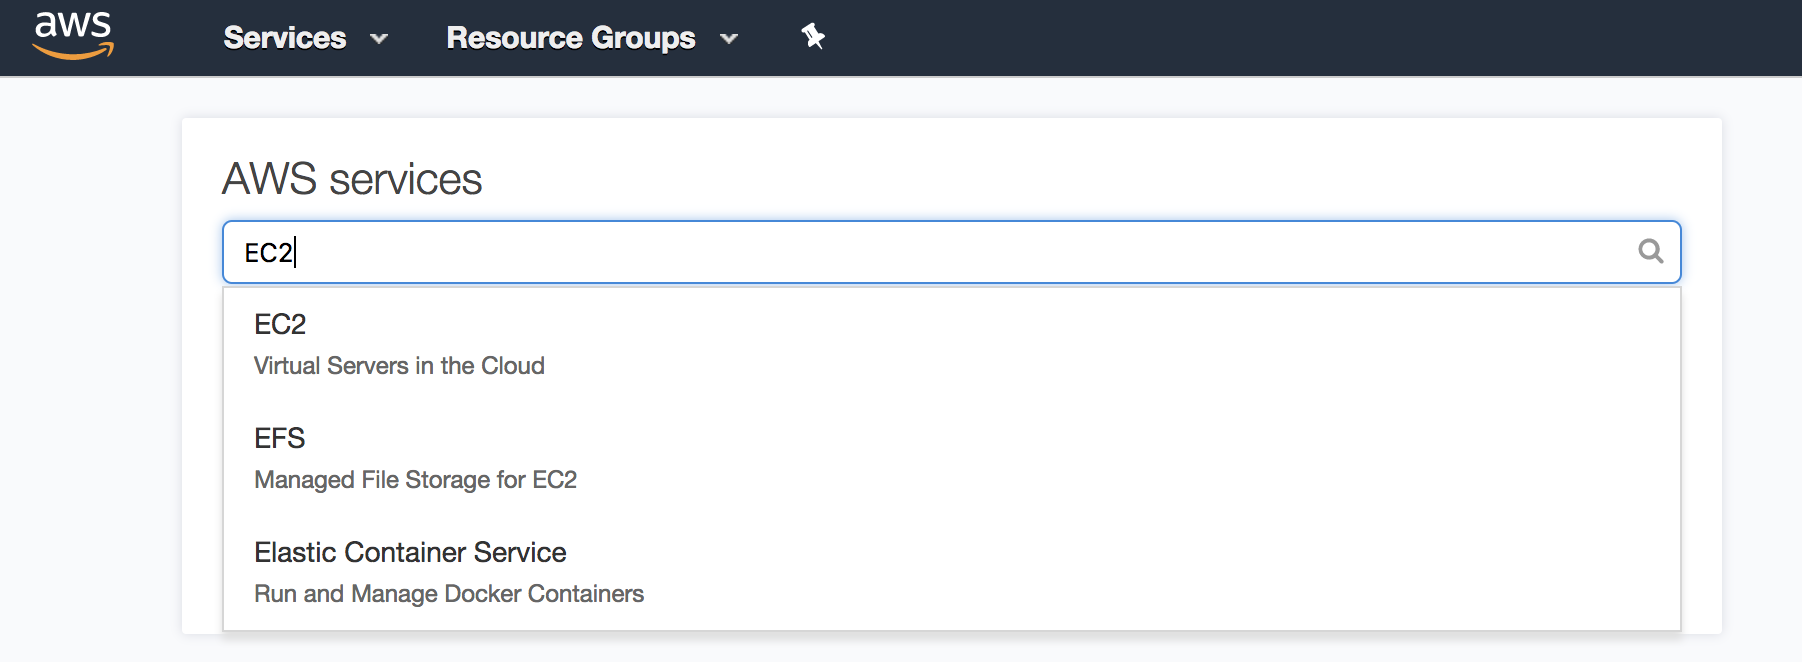 aws
Services
Resource Groups
AWS services
EC2
EC2
Virtual Servers in the Cloud
EFS
Managed File Storage for EC2
Elastic Container Service
Run and Manage Docker Containers